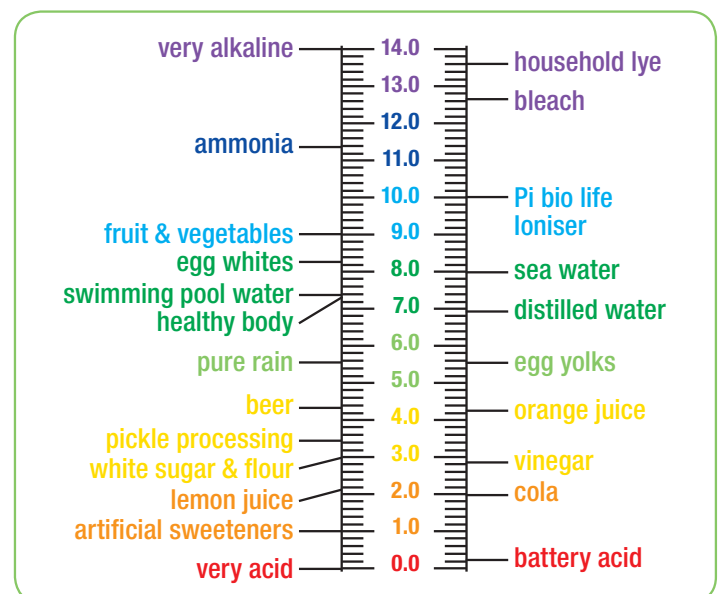 very alkaline
ammonia
fruit & vegetables
egg whites
swimming pool water
healthy body
pure rain
beer
pickle processing
white sugar & flour
lemon juice
artificial sweeteners
very acid
14.0
13.0
12.0
11.0
10.0
9.0
8.0
7.0
6.0
5.0
4.0
3.0
2.0
1.0
0.0
household lye
bleach
Pi bio life
Ioniser
sea water
distilled water
egg yolks
orange juice
vinegar
cola
battery acid